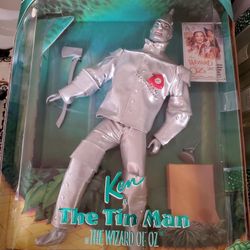 Ken
The Tin Man
THE WIZARD OF OZ